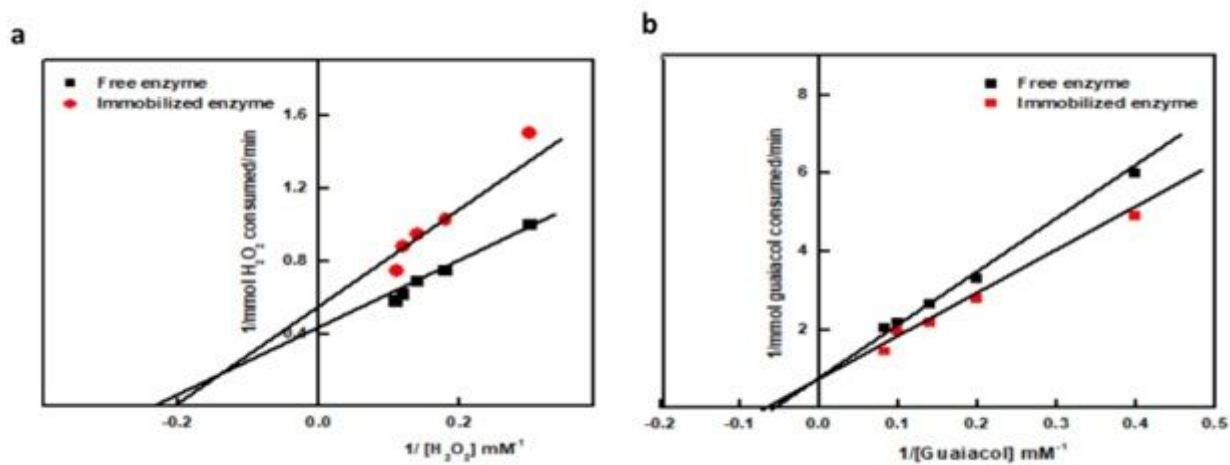 a
Free enzyme
Immobilized enzyme
1/mmol H₂O₂ consumed/min
1.6
1.2
0.8
0.4
-0.2
0.0
0.2
1/ [H₂O₂] mM⁻¹
b
Free enzyme
Immobilized enzyme
1/mmol guaiacol consumed/min
8
6
4
2
-0.2
-0.1
0.0
0.1
0.2
0.3
0.4
0.5
1/[Guaiacol] mM⁻¹